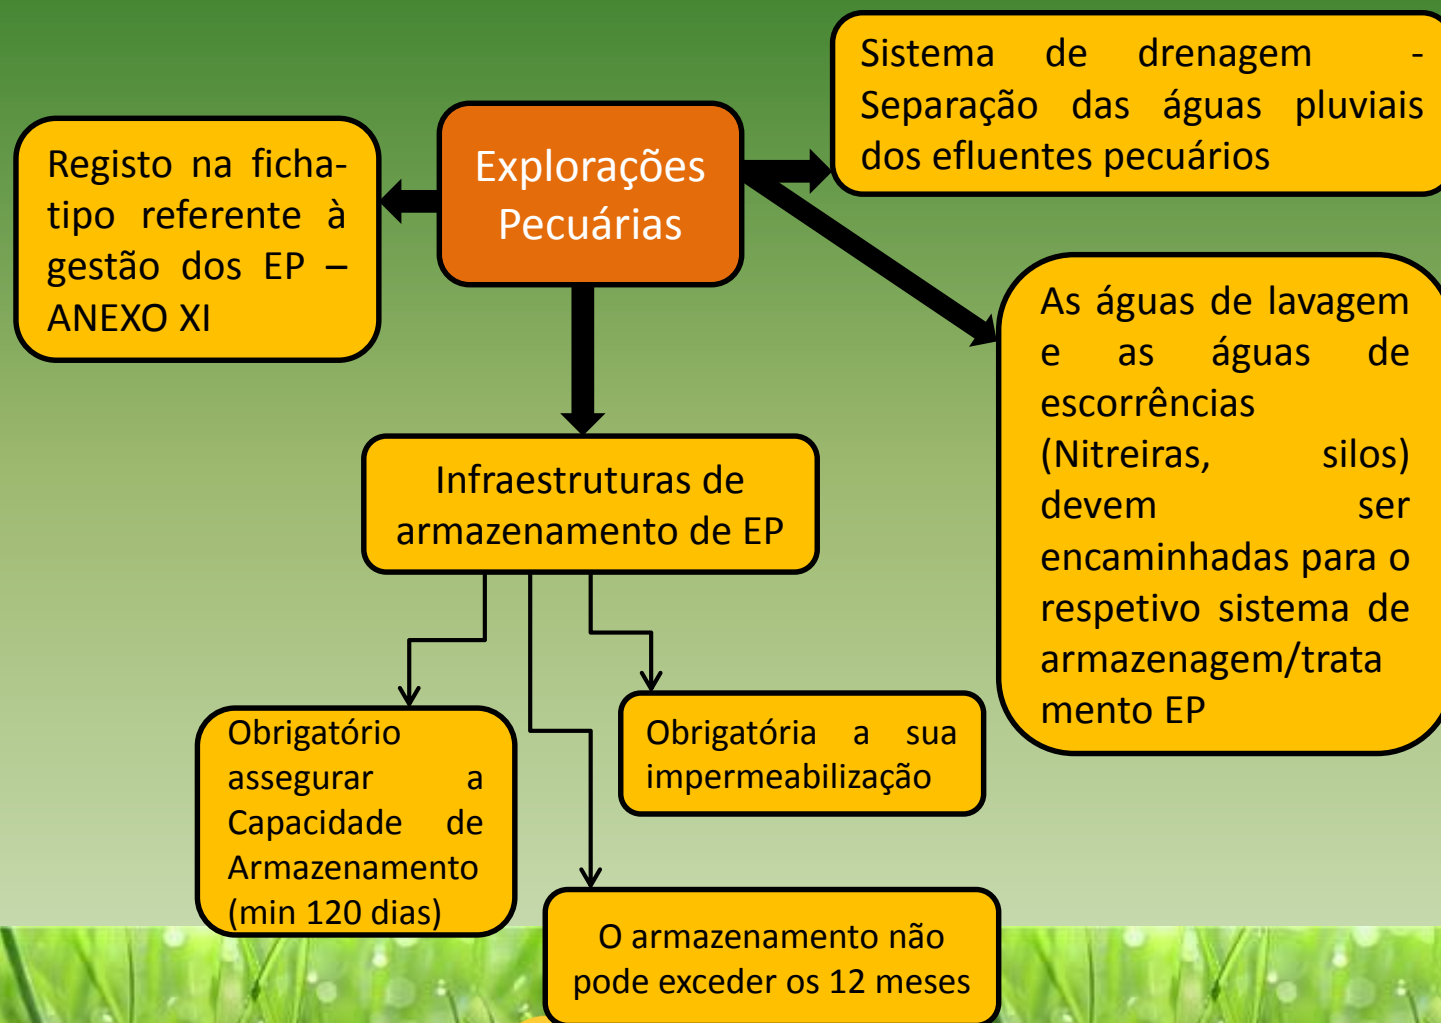 Explorações
Pecuárias
Registo na ficha-
tipo referente à
gestão dos EP –
ANEXO XI
Sistema de drenagem -
Separação das águas pluviais
dos efluentes pecuários
As águas de lavagem
e as águas de
escorrências
(Nitreiras, silos)
devem ser
encaminhadas para o
respetivo sistema de
armazenagem/trata
mento EP
Infraestruturas de
armazenamento de EP
Obrigatório
assegurar a
Capacidade de
Armazenamento
(min 120 dias)
Obrigatória a sua
impermeabilização
O armazenamento não
pode exceder os 12 meses